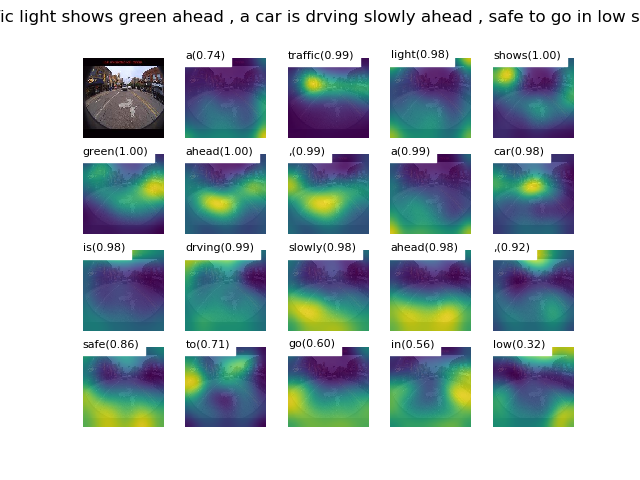 fic light shows green ahead , a car is drving slowly ahead , safe to go in low s
a(0.74) traffic(0.99) light(0.98) shows(1.00)
green(1.00) ahead(1.00) ,(0.99) a(0.99) car(0.98)
is(0.98) drving(0.99) slowly(0.98) ahead(0.98) ,(0.92)
safe(0.86) to(0.71) go(0.60) in(0.56) low(0.32)